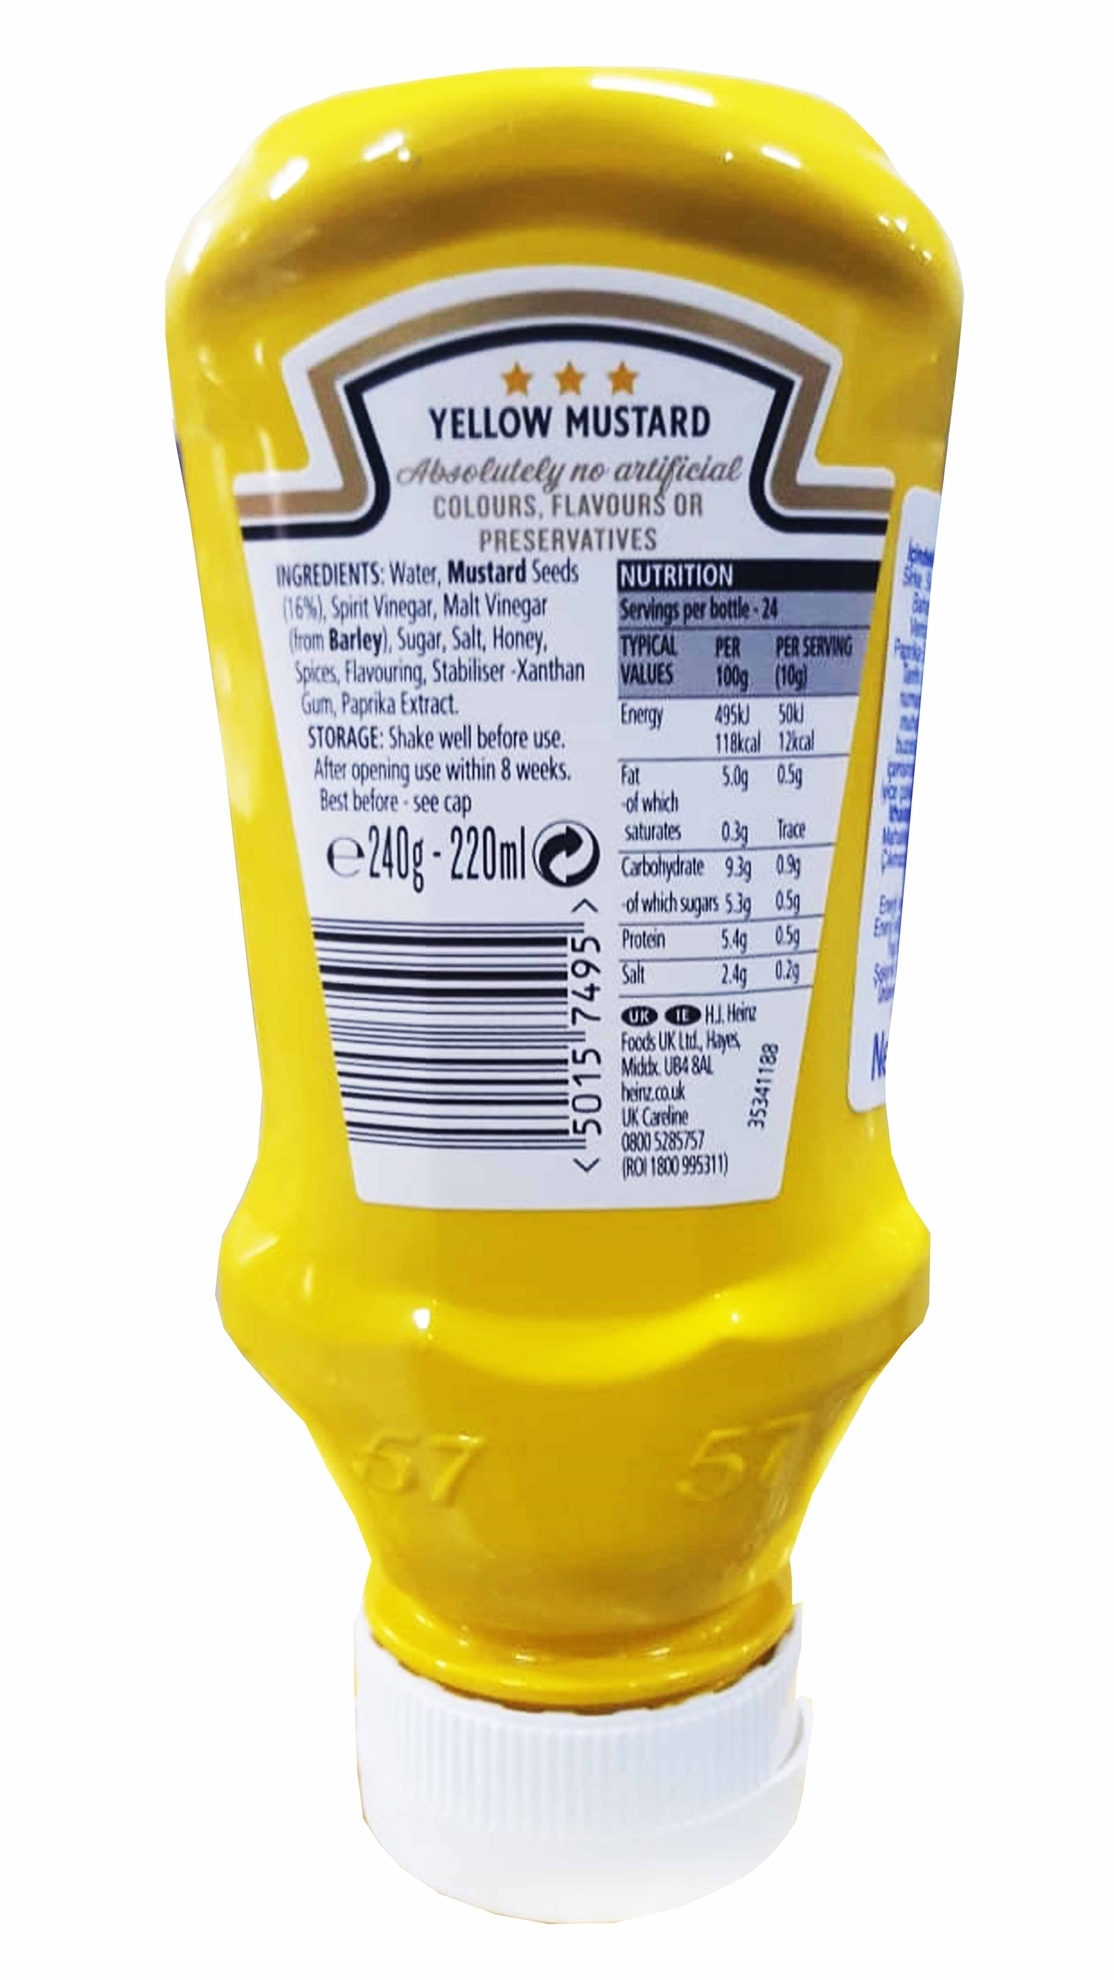 YELLOW MUSTARD
Absolutely no artificial
COLOURS, FLAVOURS OR
PRESERVATIVES
INGREDIENTS: Water, Mustard Seeds
(16%), Spirit Vinegar, Malt Vinegar
(from Barley), Sugar, Salt, Honey,
Spices, Flavouring, Stabiliser -Xanthan
Gum, Paprika Extract.
STORAGE: Shake well before use.
After opening use within 8 weeks.
Best before - see cap
e240g - 220ml
< 5015 7495 >
NUTRITION
Servings per bottle - 24
TYPICAL VALUES PER 100g PER SERVING (10g)
Energy 495kJ 50kJ
118kcal 12kcal
Fat 5.0g 0.5g
-of which
saturates 0.3g Trace
Carbohydrate 9.3g 0.9g
-of which sugars 5.3g 0.5g
Protein 5.4g 0.5g
Salt 2.4g 0.2g
UK IE H.J. Heinz
Foods UK Ltd., Hayes,
Middx. UB4 8AL
heinz.co.uk
UK Careline
0800 5285757
(ROI 1800 995311)
35341188
57 57